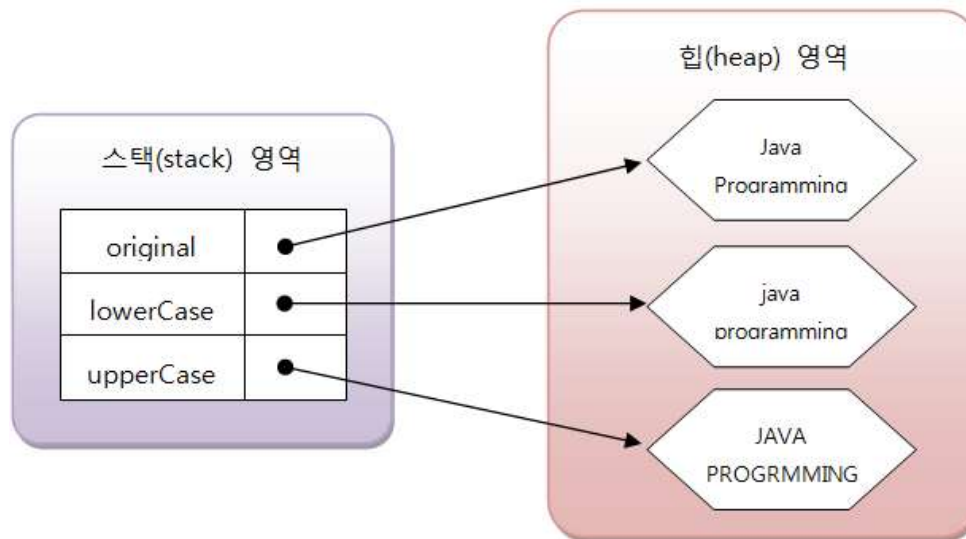 스택(stack) 영역
original
lowerCase
upperCase
힙(heap) 영역
Java
Programming
java
programming
JAVA
PROGRMMING